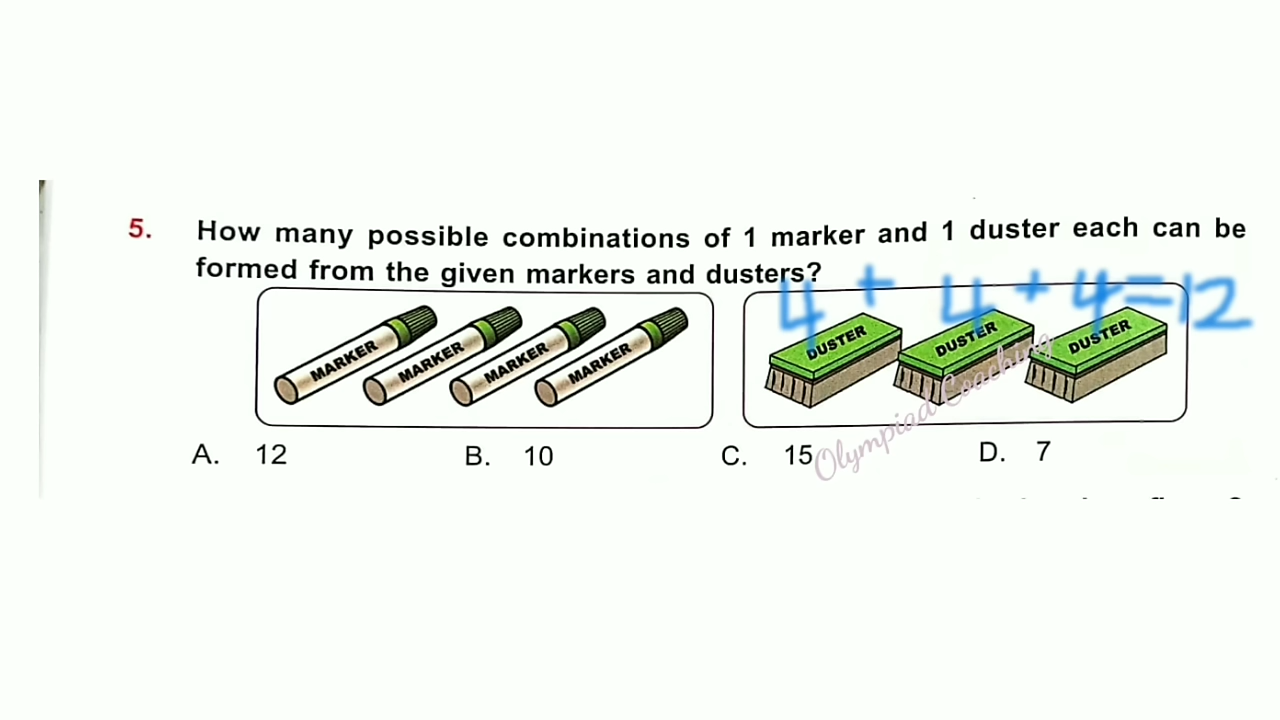 5. How many possible combinations of 1 marker and 1 duster each can be
formed from the given markers and dusters?
4 + 4 + 4 = 12
MARKER MARKER MARKER MARKER
DUSTER DUSTER DUSTER
A. 12 B. 10 C. 15 D. 7
Olympiad Coaching